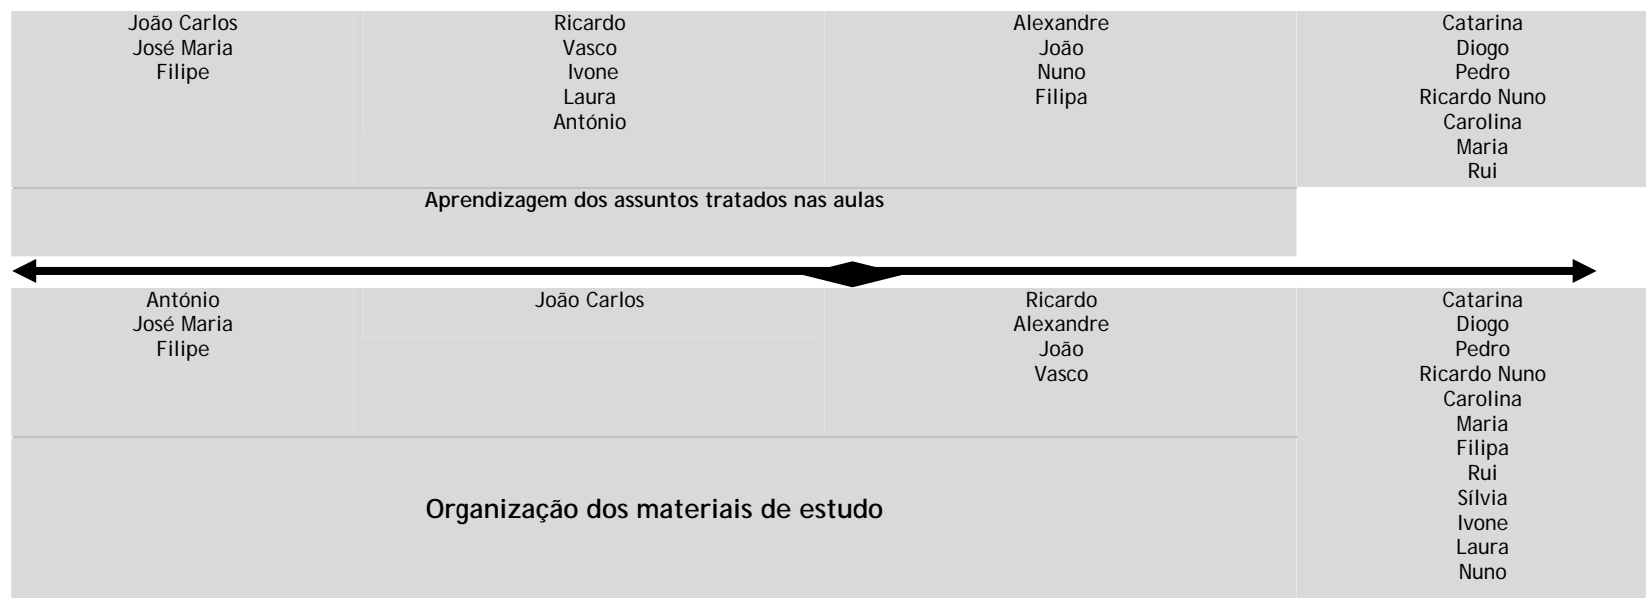 João Carlos
José Maria
Filipe
Ricardo
Vasco
Ivone
Laura
António
Alexandre
João
Nuno
Filipa
Catarina
Diogo
Pedro
Ricardo Nuno
Carolina
Maria
Rui
Aprendizagem dos assuntos tratados nas aulas
António
José Maria
Filipe
João Carlos
Ricardo
Alexandre
João
Vasco
Catarina
Diogo
Pedro
Ricardo Nuno
Carolina
Maria
Filipa
Rui
Sílvia
Ivone
Laura
Nuno
Organização dos materiais de estudo